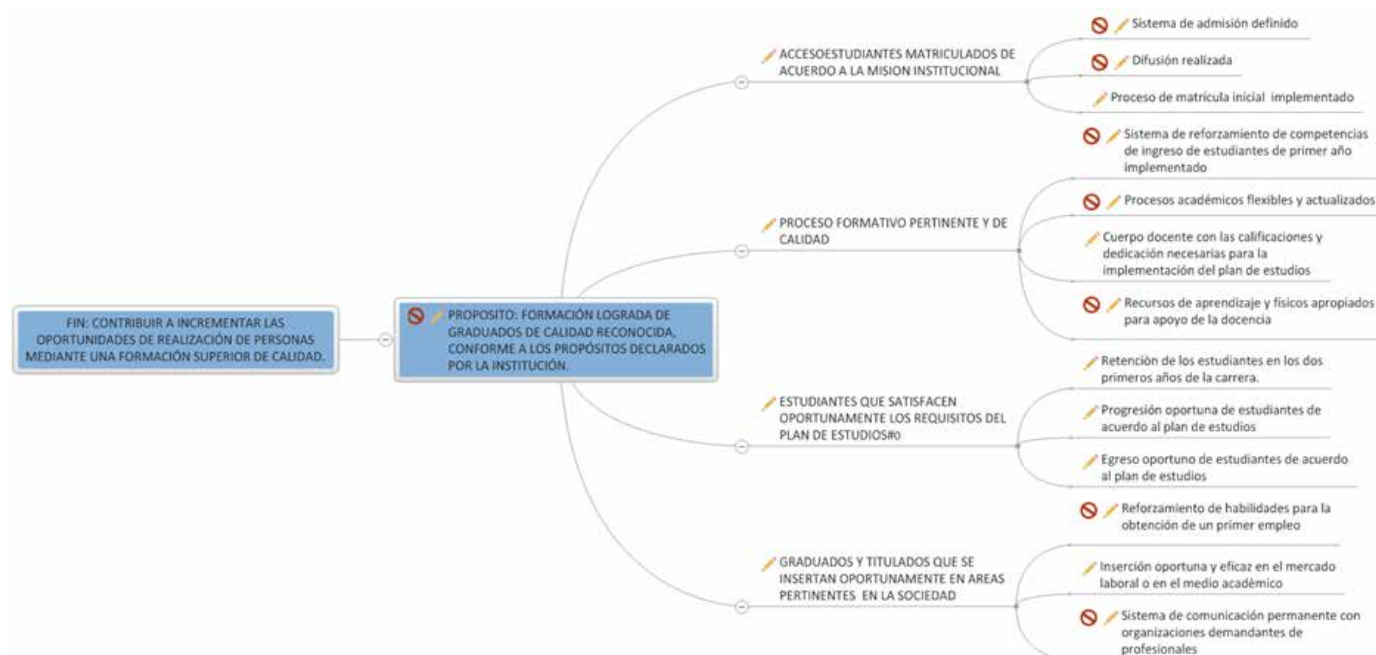 FIN: CONTRIBUIR A INCREMENTAR LAS
OPORTUNIDADES DE REALIZACIÓN DE PERSONAS
MEDIANTE UNA FORMACIÓN SUPERIOR DE CALIDAD.
PROPOSITO: FORMACIÓN LOGRADA DE
GRADUADOS DE CALIDAD RECONOCIDA,
CONFORME A LOS PROPÓSITOS DECLARADOS
POR LA INSTITUCIÓN.
ACCESOESTUDIANTES MATRICULADOS DE
ACUERDO A LA MISION INSTITUCIONAL
Sistema de admisión definido
Difusión realizada
Proceso de matrícula inicial implementado
PROCESO FORMATIVO PERTINENTE Y DE
CALIDAD
Sistema de reforzamiento de competencias
de ingreso de estudiantes de primer año
implementado
Procesos académicos flexibles y actualizados
Cuerpo docente con las calificaciones y
dedicación necesarias para la
implementación del plan de estudios
Recursos de aprendizaje y físicos apropiados
para apoyo de la docencia
ESTUDIANTES QUE SATISFACEN
OPORTUNAMENTE LOS REQUISITOS DEL
PLAN DE ESTUDIOS#0
Retenciòn de los estudiantes en los dos
primeros años de la carrera.
Progresión oportuna de estudiantes de
acuerdo al plan de estudios
Egreso oportuno de estudiantes de acuerdo
al plan de estudios
GRADUADOS Y TITULADOS QUE SE
INSERTAN OPORTUNAMENTE EN AREAS
PERTINENTES EN LA SOCIEDAD
Reforzamiento de habilidades para la
obtención de un primer empleo
Inserción oportuna y eficaz en el mercado
laboral o en el medio acadèmico
Sistema de comunicación permanente con
organizaciones demandantes de
profesionales